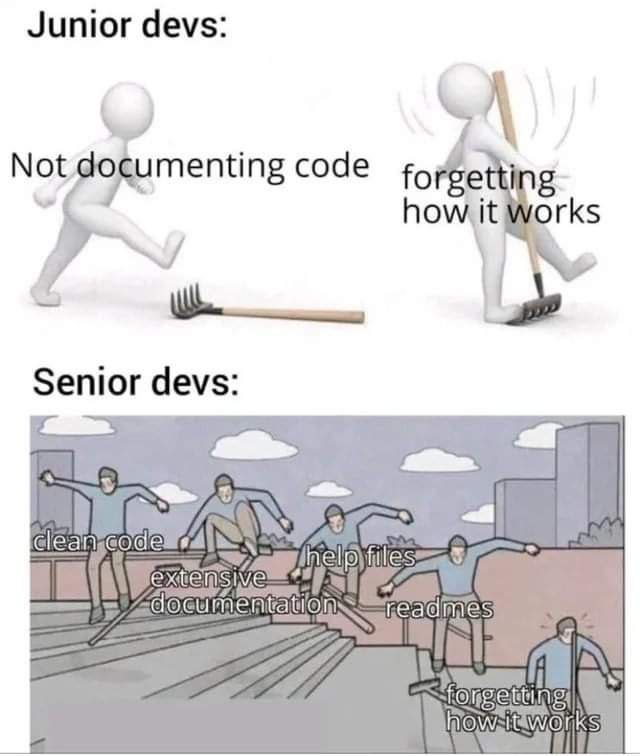 Junior devs:
Not documenting code
forgetting
how it works
Senior devs:
clean code
extensive
documentation
help files
readmes
forgetting
how it works